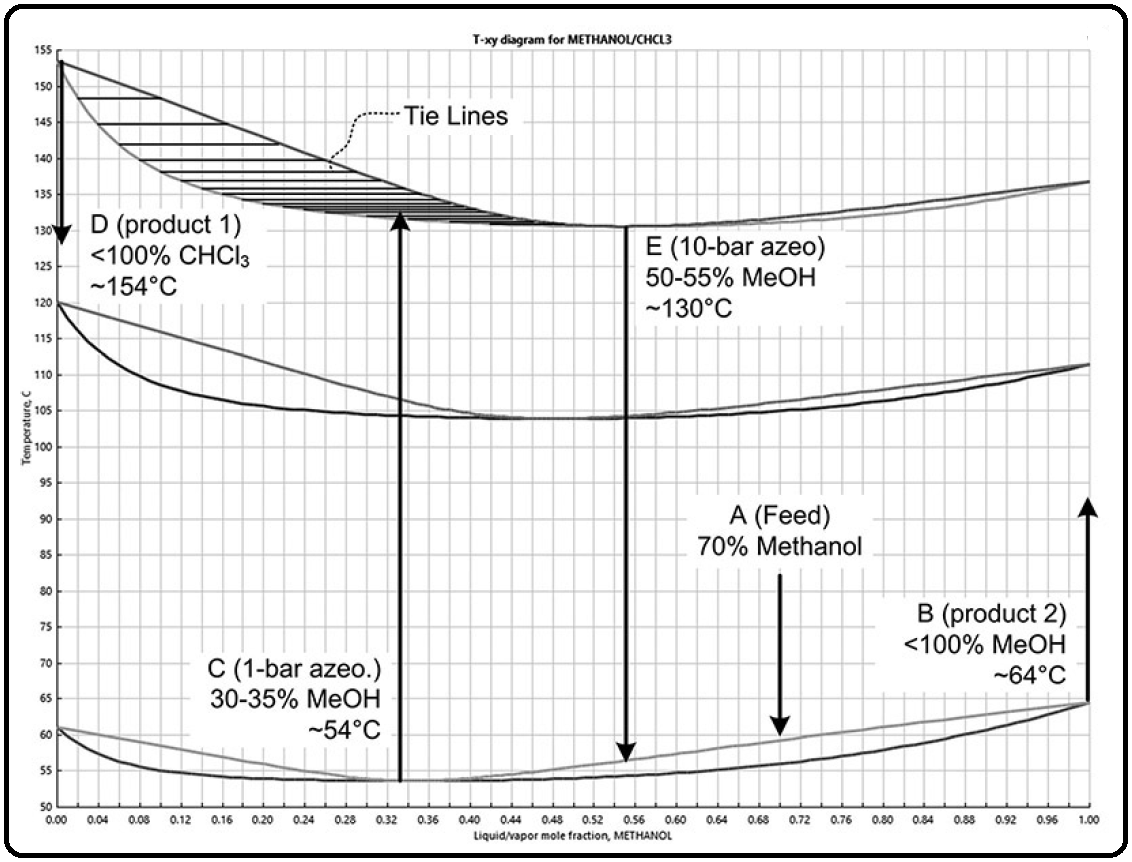 T-xy diagram for METHANOL/CHCL3
155
150
145
140
135
130
125
120
115
110
105
100
95
90
85
80
75
70
65
60
55
50
Temperature, C
Tie Lines
D (product 1)
<100% CHCl₃
~154°C
E (10-bar azeo)
50-55% MeOH
~130°C
A (Feed)
70% Methanol
B (product 2)
<100% MeOH
~64°C
C (1-bar azeo.)
30-35% MeOH
~54°C
0.00 0.04 0.08 0.12 0.16 0.20 0.24 0.28 0.32 0.36 0.40 0.44 0.48 0.52 0.56 0.60 0.64 0.68 0.72 0.76 0.80 0.84 0.88 0.92 0.96 1.00
Liquid/vapor mole fraction, METHANOL